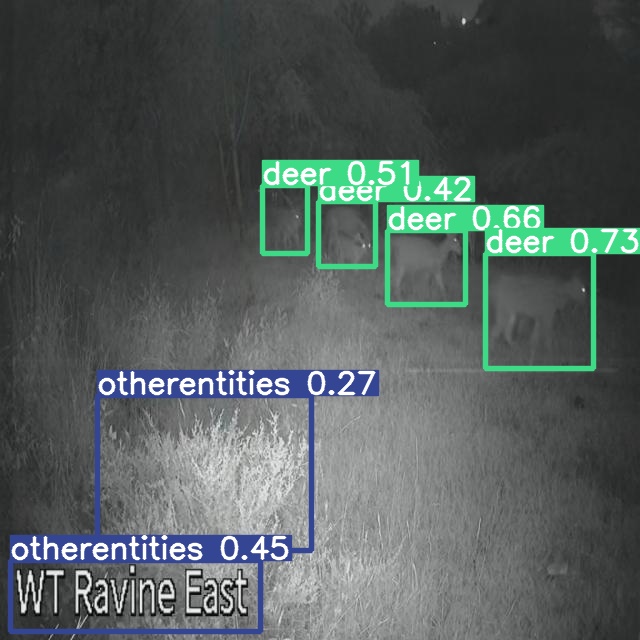 deer 0.51
deer 0.42
deer 0.66
deer 0.73
otherentities 0.27
otherentities 0.45
WT Ravine East